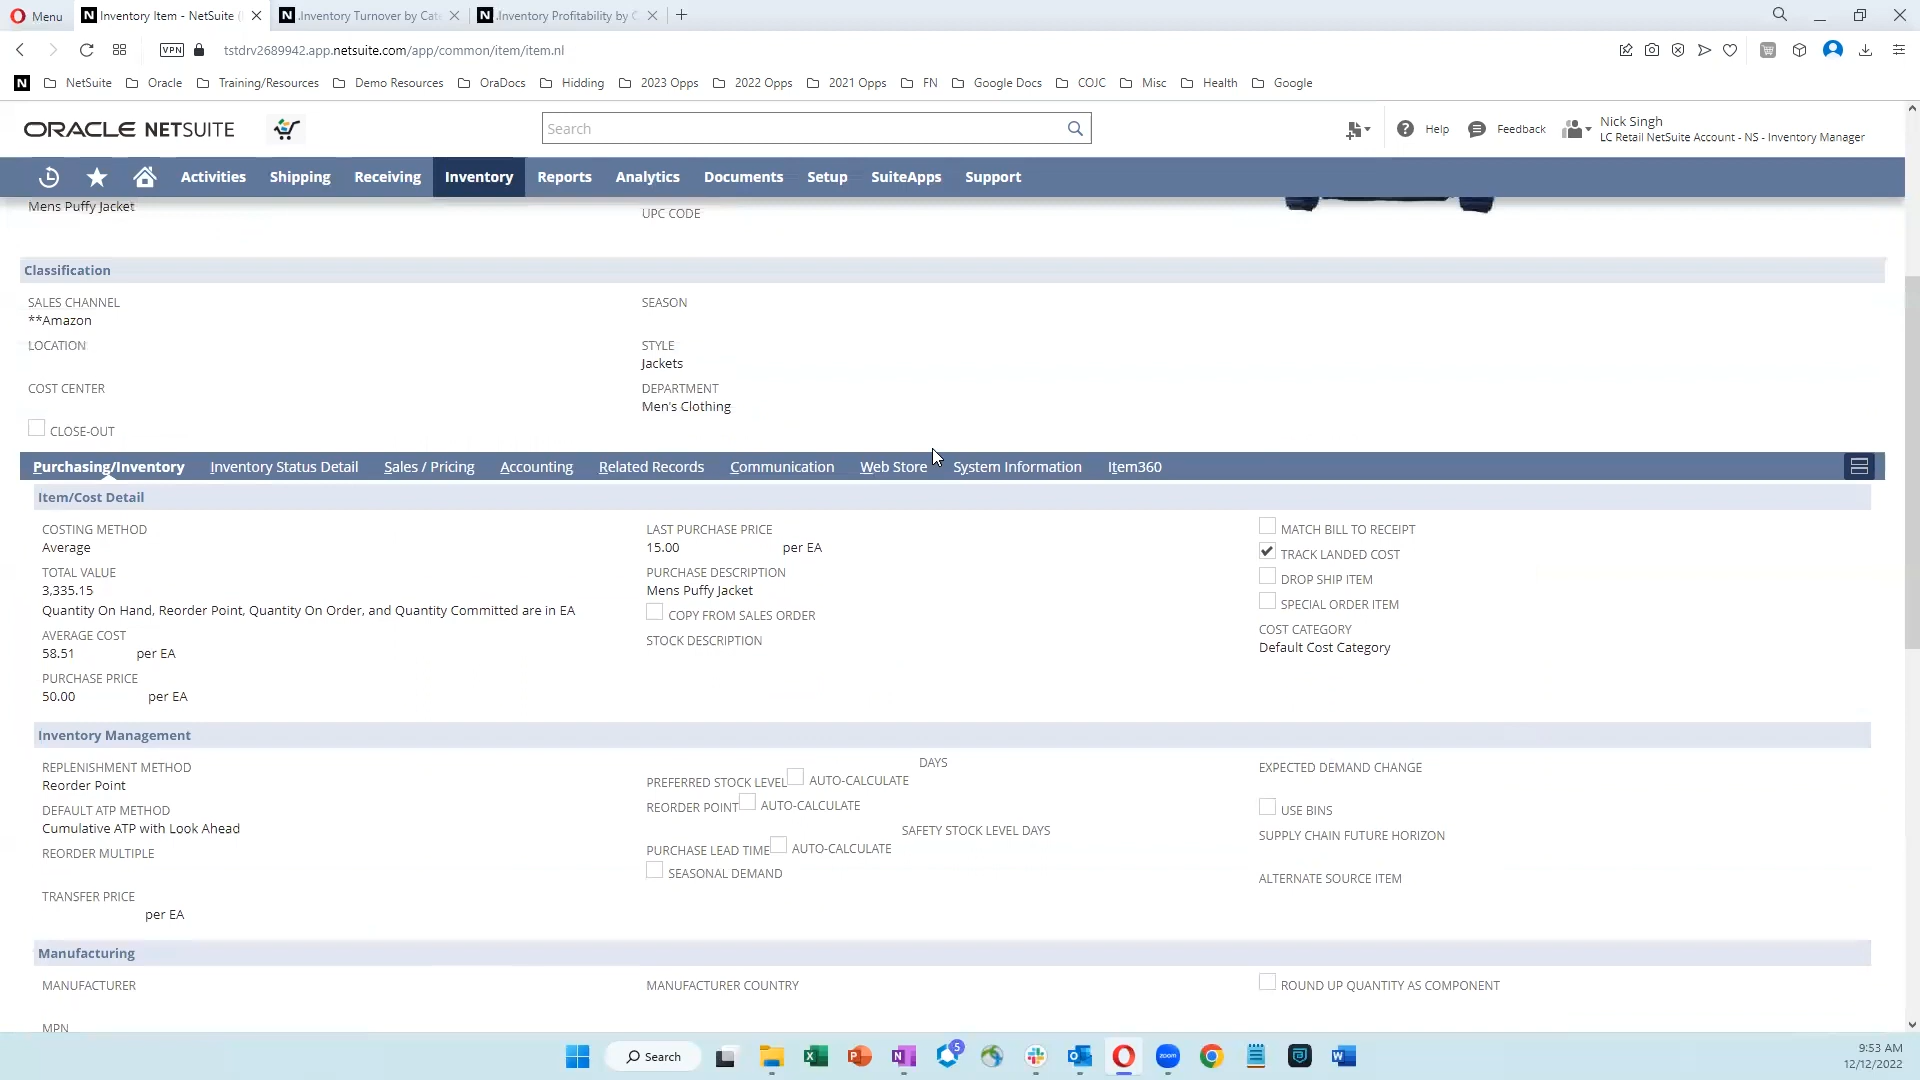 Menu
Inventory Item - NetSuite (
.Inventory Turnover by Cate
.Inventory Profitability by C
VPN
tstdrv2689942.app.netsuite.com/app/common/item/item.nl
N NetSuite Oracle Training/Resources Demo Resources OraDocs Hidding 2023 Opps 2022 Opps 2021 Opps FN Google Docs COJC Misc Health Google
ORACLE NETSUITE
Search
Help
Feedback
Nick Singh
LC Retail NetSuite Account - NS - Inventory Manager
Activities Shipping Receiving Inventory Reports Analytics Documents Setup SuiteApps Support
Mens Puffy Jacket
UPC CODE
Classification
SALES CHANNEL
**Amazon
LOCATION
COST CENTER
CLOSE-OUT
SEASON
STYLE
Jackets
DEPARTMENT
Men's Clothing
Purchasing/Inventory Inventory Status Detail Sales / Pricing Accounting Related Records Communication Web Store System Information Item360
Item/Cost Detail
COSTING METHOD
Average
TOTAL VALUE
3,335.15
Quantity On Hand, Reorder Point, Quantity On Order, and Quantity Committed are in EA
AVERAGE COST
58.51 per EA
PURCHASE PRICE
50.00 per EA
LAST PURCHASE PRICE
15.00 per EA
PURCHASE DESCRIPTION
Mens Puffy Jacket
COPY FROM SALES ORDER
STOCK DESCRIPTION
MATCH BILL TO RECEIPT
TRACK LANDED COST
DROP SHIP ITEM
SPECIAL ORDER ITEM
COST CATEGORY
Default Cost Category
Inventory Management
REPLENISHMENT METHOD
Reorder Point
DEFAULT ATP METHOD
Cumulative ATP with Look Ahead
REORDER MULTIPLE
TRANSFER PRICE
per EA
DAYS
PREFERRED STOCK LEVEL AUTO-CALCULATE
REORDER POINT AUTO-CALCULATE
SAFETY STOCK LEVEL DAYS
PURCHASE LEAD TIME AUTO-CALCULATE
SEASONAL DEMAND
EXPECTED DEMAND CHANGE
USE BINS
SUPPLY CHAIN FUTURE HORIZON
ALTERNATE SOURCE ITEM
Manufacturing
MANUFACTURER
MPN
MANUFACTURER COUNTRY
ROUND UP QUANTITY AS COMPONENT
Search
5
zoom
9:53 AM
12/12/2022